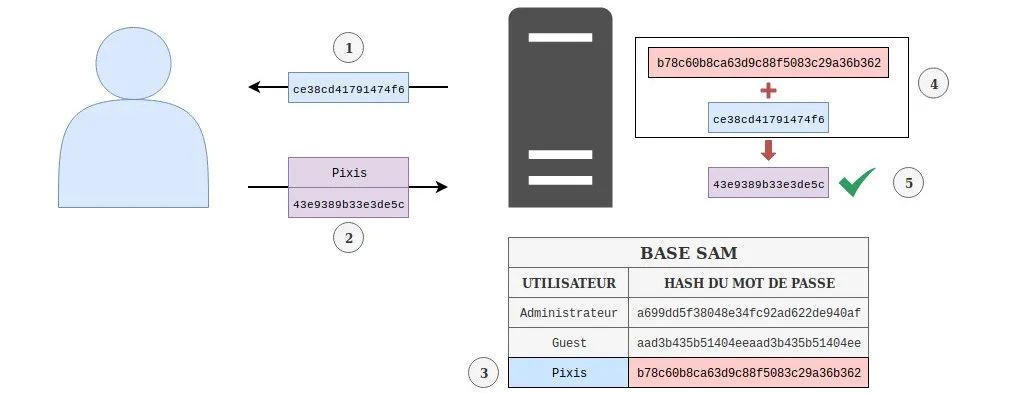 1
ce38cd41791474f6
Pixis
43e9389b33e3de5c
2
b78c60b8ca63d9c88f5083c29a36b362
ce38cd41791474f6
4
43e9389b33e3de5c
5
BASE SAM
UTILISATEUR HASH DU MOT DE PASSE
Administrateur a699dd5f38048e34fc92ad622de940af
Guest aad3b435b51404eeaad3b435b51404ee
3 Pixis b78c60b8ca63d9c88f5083c29a36b362